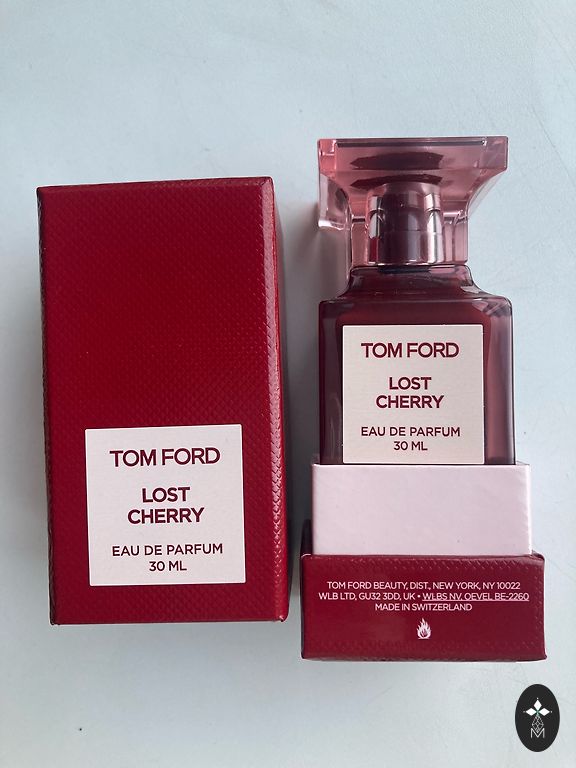 TOM FORD
LOST
CHERRY
EAU DE PARFUM
30 ML
TOM FORD
LOST
CHERRY
EAU DE PARFUM
30 ML
TOM FORD BEAUTY, DIST., NEW YORK, NY 10022
WLB LTD, GU32 3DD, UK • WLBS NV. OEVEL BE-2260
MADE IN SWITZERLAND
M